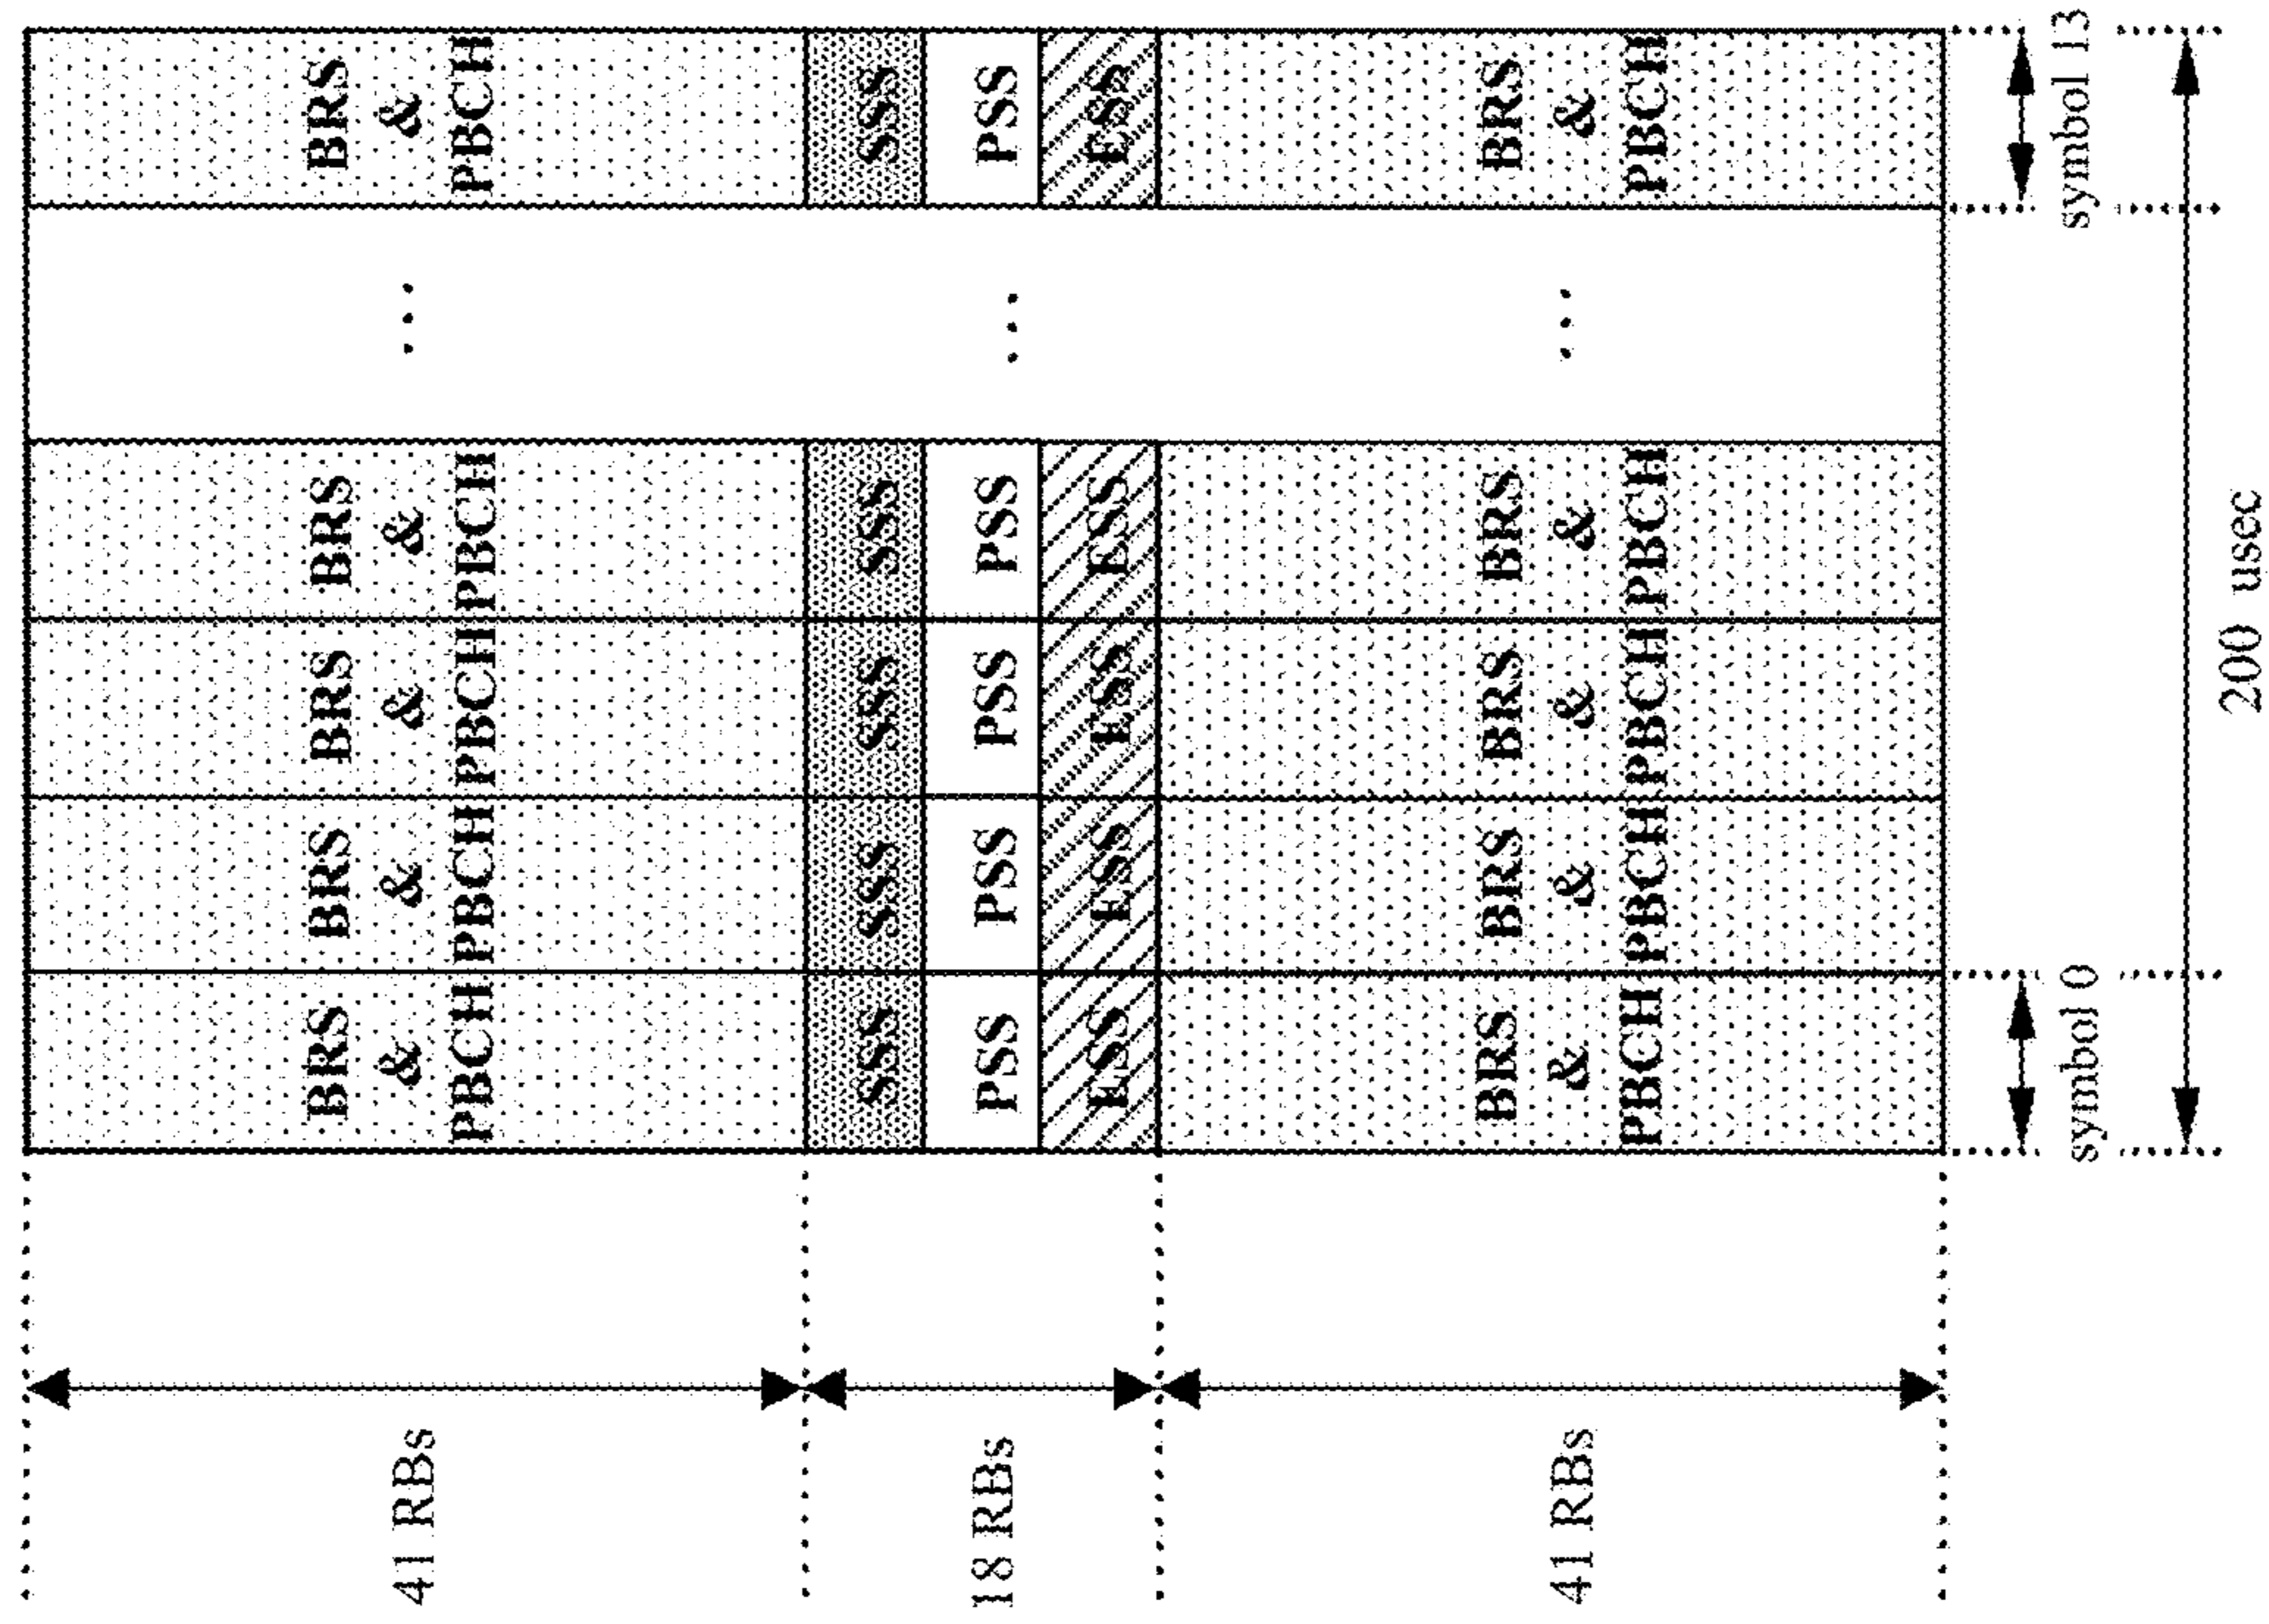 BRS BRS BRS BRS BRS
41 RBs & & & & ... &
PBCH PBCH PBCH PBCH PBCH
SSS SSS SSS SSS SSS
18 RBs PSS PSS PSS PSS ... PSS
ESS ESS ESS ESS ESS
BRS BRS BRS BRS BRS
41 RBs & & & & ... &
PBCH PBCH PBCH PBCH PBCH
symbol 0 symbol 13
200 usec